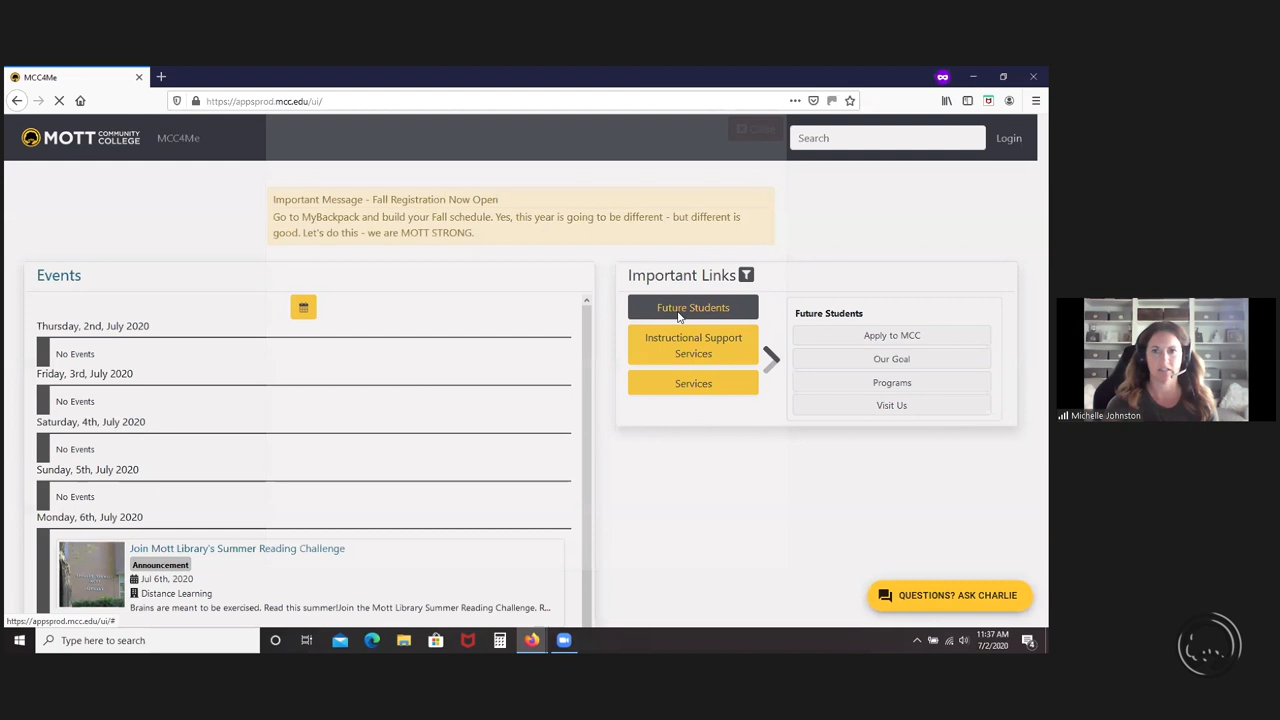 MCC4Me
https://appsprod.mcc.edu/ui/
MOTT COMMUNITY COLLEGE
MCC4Me
Search
Login
Important Message - Fall Registration Now Open
Go to MyBackpack and build your Fall schedule. Yes, this year is going to be different - but different is
good. Let's do this - we are MOTT STRONG.
Events
Thursday, 2nd, July 2020
No Events
Friday, 3rd, July 2020
No Events
Saturday, 4th, July 2020
No Events
Sunday, 5th, July 2020
No Events
Monday, 6th, July 2020
Join Mott Library's Summer Reading Challenge
Announcement
Jul 6th, 2020
Distance Learning
Brains are meant to be exercised. Read this summer!Join the Mott Library Summer Reading Challenge. R...
Important Links
Future Students
Instructional Support
Services
Services
Future Students
Apply to MCC
Our Goal
Programs
Visit Us
QUESTIONS? ASK CHARLIE
https://appsprod.mcc.edu/ui/#
Type here to search
11:37 AM
7/2/2020
4
Michelle Johnston